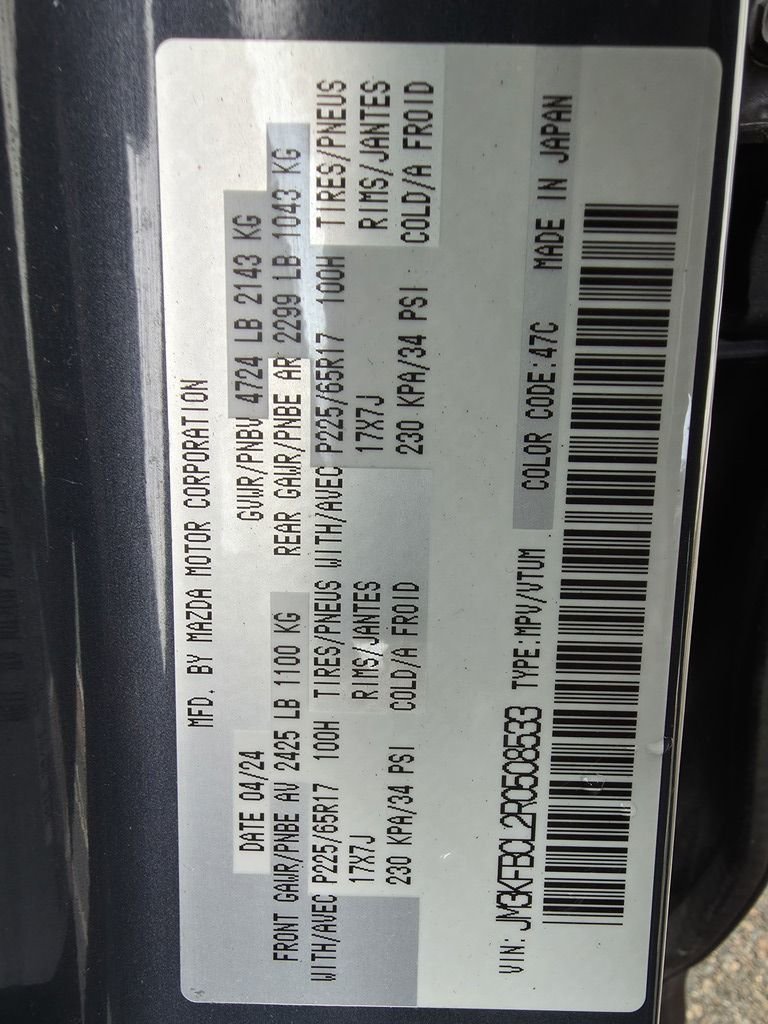 MFD. BY MAZDA MOTOR CORPORATION
DATE 04/24 GVWR/PNBV 4724 LB 2143 KG
FRONT GAWR/PNBE AV 2425 LB 1100 KG REAR GAWR/PNBE AR 2299 LB 1043 KG
WITH/AVEC P225/65R17 100H TIRES/PNEUS WITH/AVEC P225/65R17 100H TIRES/PNEUS
17X7J RIMS/JANTES 17X7J RIMS/JANTES
230 KPA/34 PSI COLD/A FROID 230 KPA/34 PSI COLD/A FROID
VIN: JM3KFBCL2R0508533 TYPE:MPV/VTUM COLOR CODE:47C MADE IN JAPAN